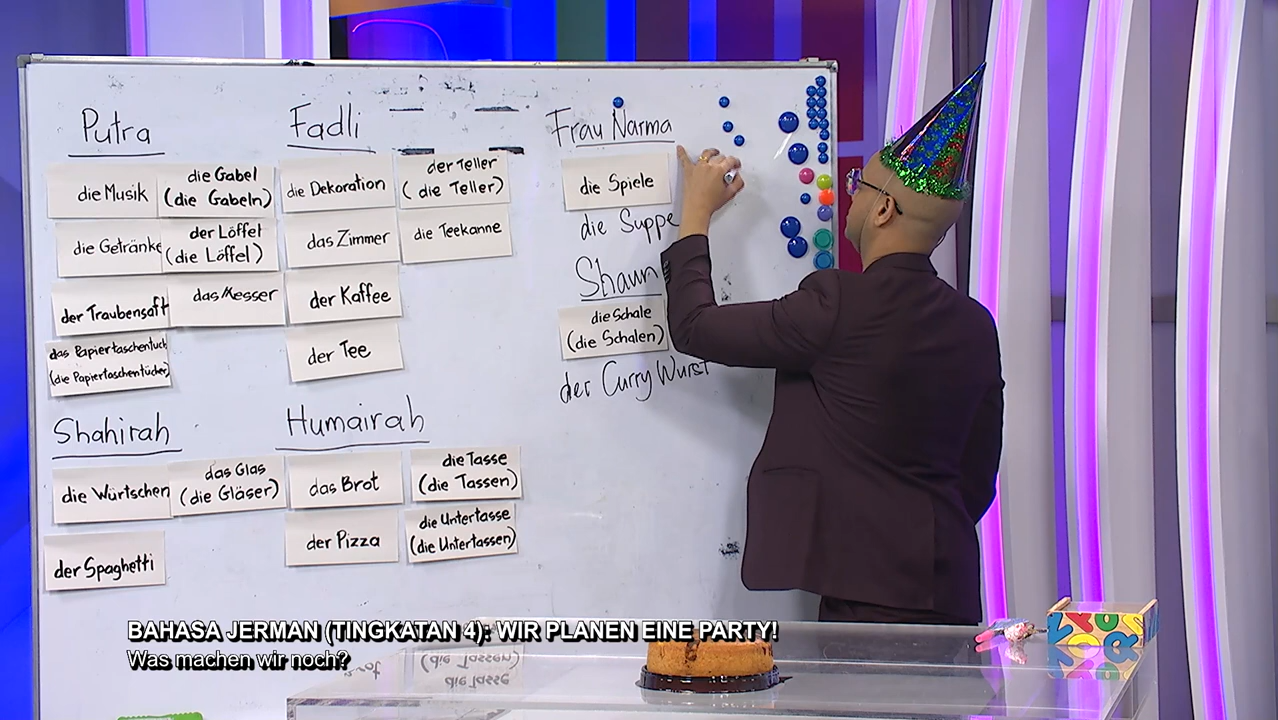 Putra
die Musik
die Gabel
(die Gabeln)
die Getränke
der Löffel
(die Löffel)
der Traubensaft
das Messer
das Papiertaschentuch
(die Papiertaschentücher)
Fadli
die Dekoration
der Teller
(die Teller)
das Zimmer
die Teekanne
der Kaffee
der Tee
Frau Narma
die Spiele
die Suppe
Shaun
die Schale
(die Schalen)
der Curry Wurst
Shahirah
die Würtschen
das Glas
(die Gläser)
der Spaghetti
Humairah
das Brot
die Tasse
(die Tassen)
der Pizza
die Untertasse
(die Untertassen)
BAHASA JERMAN (TINGKATAN 4): WIR PLANEN EINE PARTY!
Was machen wir noch?